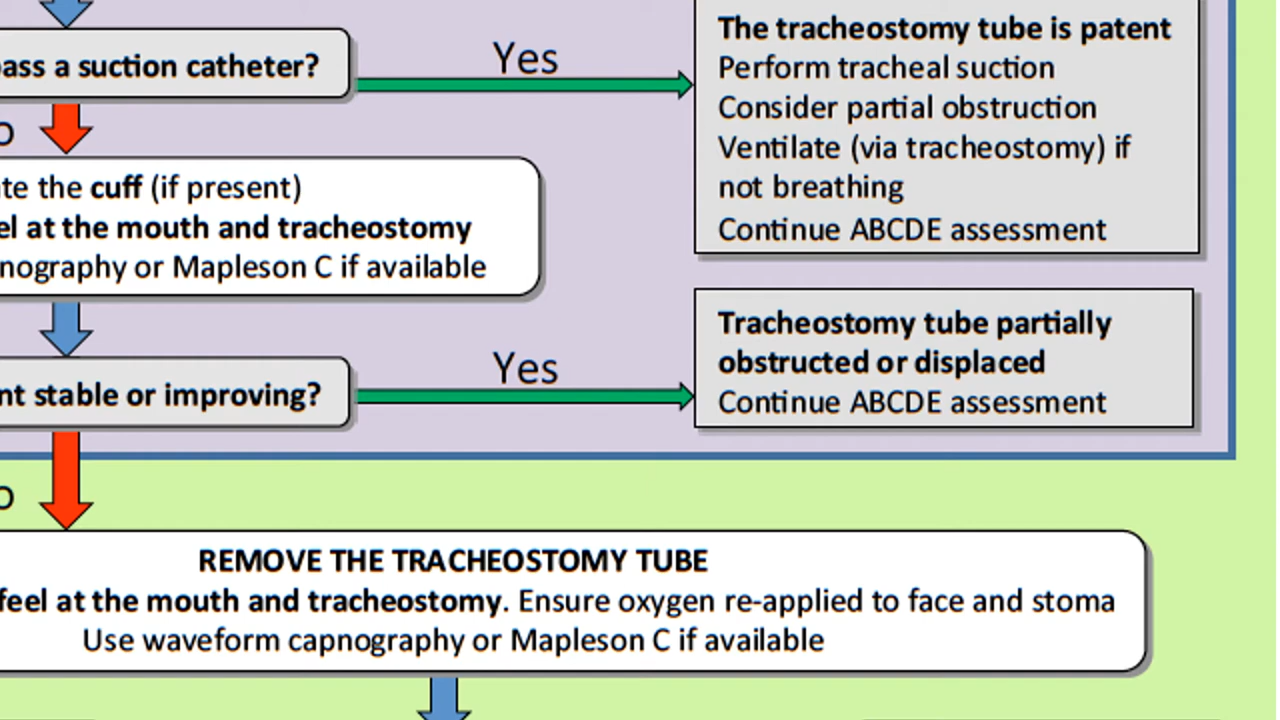 pass a suction catheter?
Yes
The tracheostomy tube is patent
Perform tracheal suction
Consider partial obstruction
Ventilate (via tracheostomy) if
not breathing
Continue ABCDE assessment
o
te the cuff (if present)
el at the mouth and tracheostomy
nography or Mapleson C if available
nt stable or improving?
Yes
Tracheostomy tube partially
obstructed or displaced
Continue ABCDE assessment
o
REMOVE THE TRACHEOSTOMY TUBE
feel at the mouth and tracheostomy. Ensure oxygen re-applied to face and stoma
Use waveform capnography or Mapleson C if available